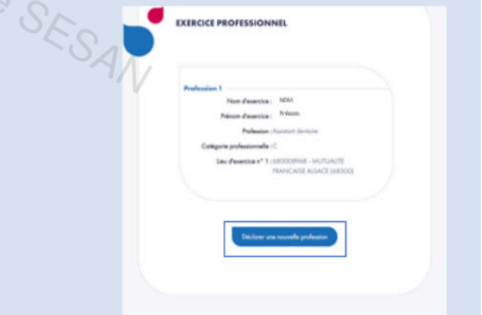 SESAN
EXERCICE PROFESSIONNEL
Profession 1
Nom d'exercice : NOM
Prénom d'exercice : Prénom
Profession : Assistant dentaire
Catégorie professionnelle : C
Lieu d'exercice n° 1 : - MUTUALITE
FRANCAISE ALSACE (68000)
Déclarer une nouvelle profession